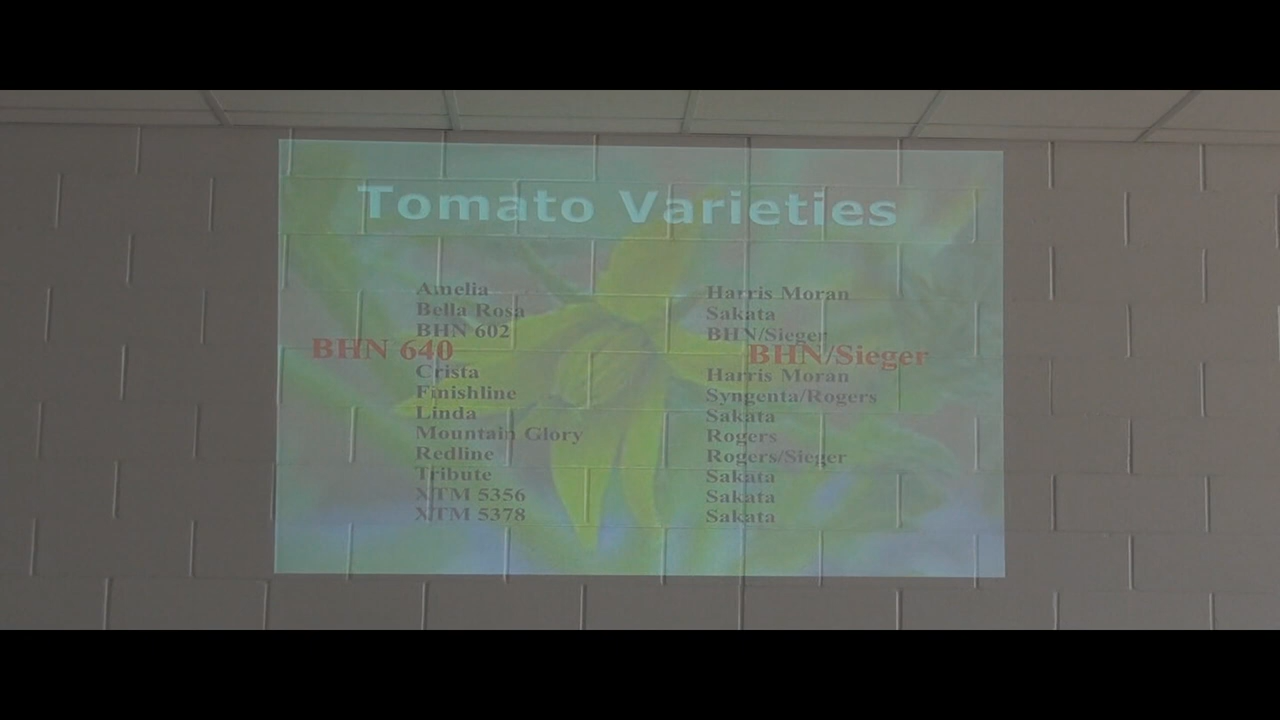 Tomato Varieties
Amelia Harris Moran
Bella Rosa Sakata
BHN 602 BHN/Sieger
BHN 640 BHN/Sieger
Crista Harris Moran
Finishline Syngenta/Rogers
Linda Sakata
Mountain Glory Rogers
Redline Rogers/Sieger
Tribute Sakata
XTM 5356 Sakata
XTM 5378 Sakata